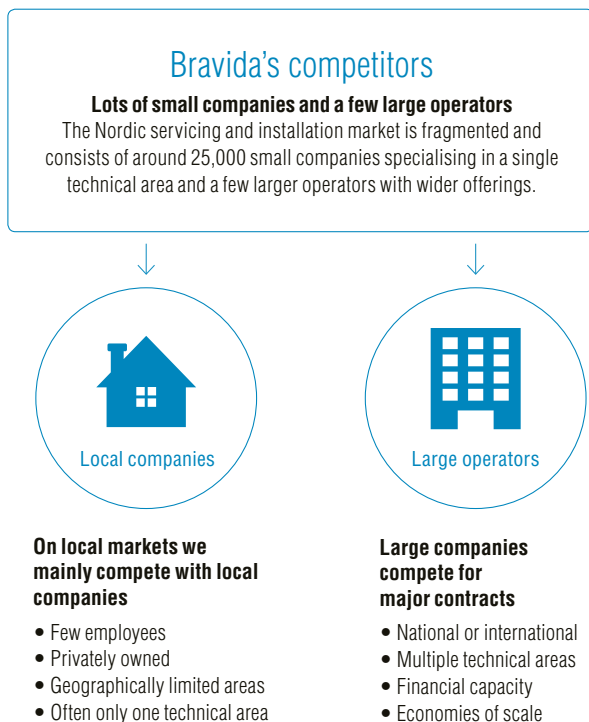 Bravida's competitors
Lots of small companies and a few large operators
The Nordic servicing and installation market is fragmented and
consists of around 25,000 small companies specialising in a single
technical area and a few larger operators with wider offerings.
Local companies
Large operators
On local markets we
mainly compete with local
companies
• Few employees
• Privately owned
• Geographically limited areas
• Often only one technical area
Large companies
compete for
major contracts
• National or international
• Multiple technical areas
• Financial capacity
• Economies of scale